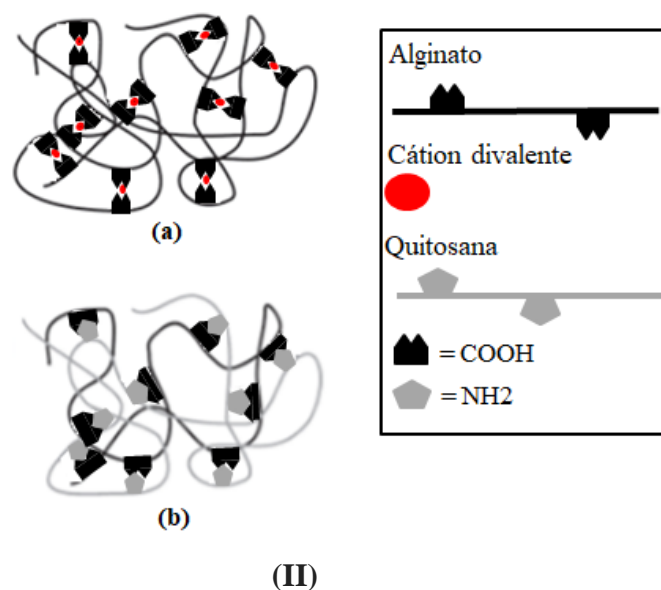 (a)
(b)
Alginato
Cátion divalente
Quitosana
= COOH
= NH2
(II)